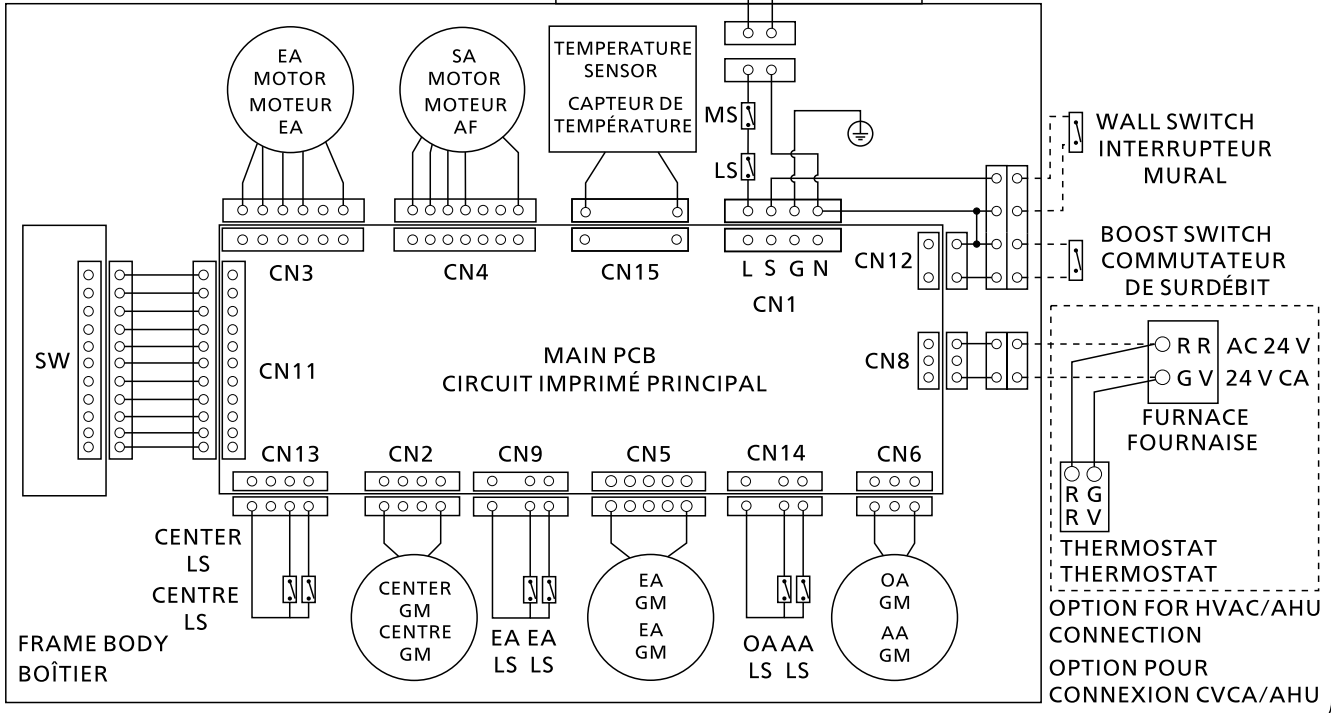 EA
MOTOR
MOTEUR
EA
SA
MOTOR
MOTEUR
AF
TEMPERATURE
SENSOR
CAPTEUR DE
TEMPÉRATURE
MS
LS
WALL SWITCH
INTERRUPTEUR
MURAL
BOOST SWITCH
COMMUTATEUR
DE SURDÉBIT
CN3
CN4
CN15
L S G N
CN1
CN12
SW
CN11
MAIN PCB
CIRCUIT IMPRIMÉ PRINCIPAL
CN8
R R AC 24 V
G V 24 V CA
FURNACE
FOURNAISE
CN13
CN2
CN9
CN5
CN14
CN6
R G
R V
THERMOSTAT
THERMOSTAT
CENTER
LS
CENTRE
LS
CENTER
GM
CENTRE
GM
EA EA
LS LS
EA
GM
EA
GM
OA AA
LS LS
OA
GM
AA
GM
FRAME BODY
BOÎTIER
OPTION FOR HVAC/AHU
CONNECTION
OPTION POUR
CONNEXION CVCA/AHU